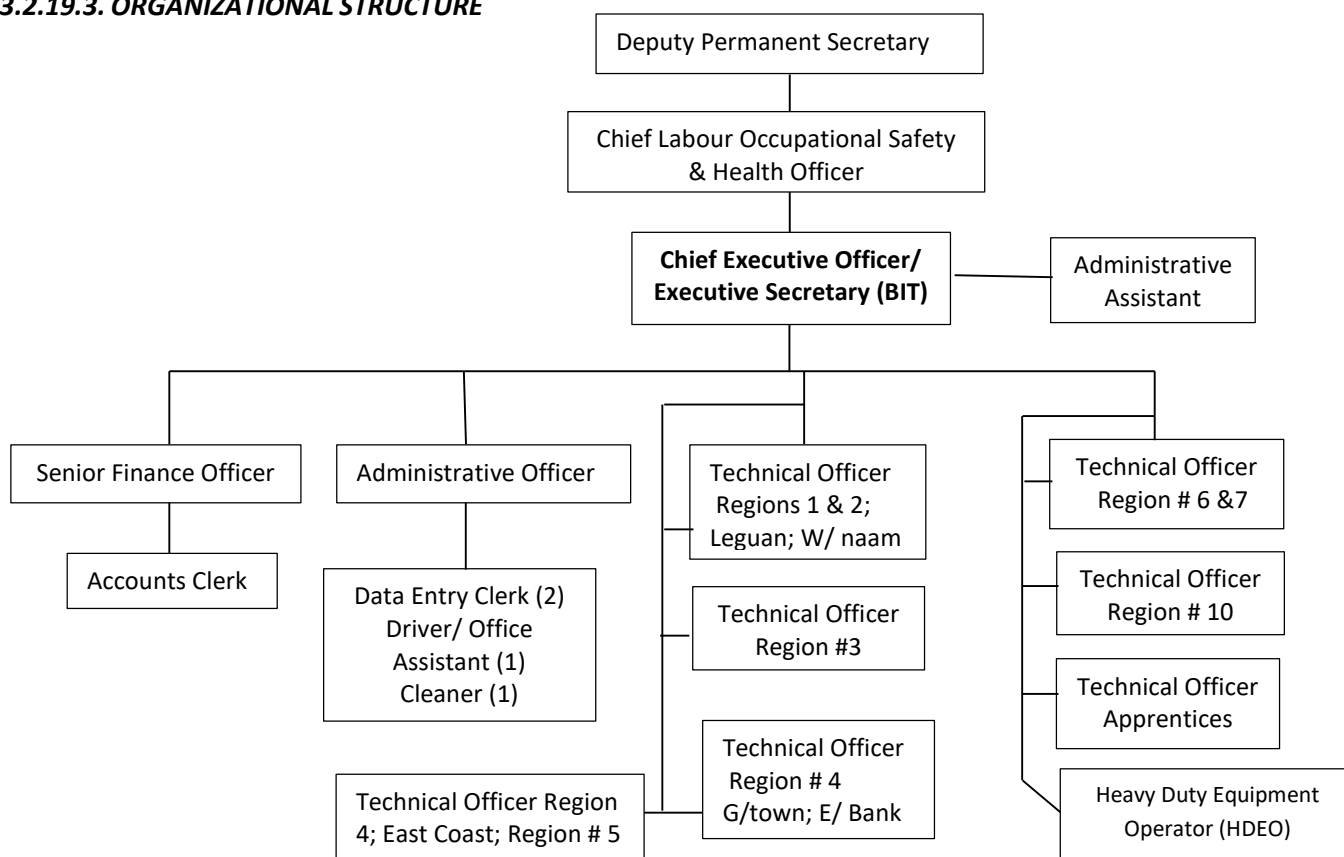 3.2.19.3. ORGANIZATIONAL STRUCTURE
Deputy Permanent Secretary
Chief Labour Occupational Safety
& Health Officer
Chief Executive Officer/
Executive Secretary (BIT)
Administrative
Assistant
Senior Finance Officer
Accounts Clerk
Administrative Officer
Data Entry Clerk (2)
Driver/ Office
Assistant (1)
Cleaner (1)
Technical Officer
Regions 1 & 2;
Leguan; W/ naam
Technical Officer
Region #3
Technical Officer
Region # 4
G/town; E/ Bank
Technical Officer Region
4; East Coast; Region # 5
Technical Officer
Region # 6 &7
Technical Officer
Region # 10
Technical Officer
Apprentices
Heavy Duty Equipment
Operator (HDEO)